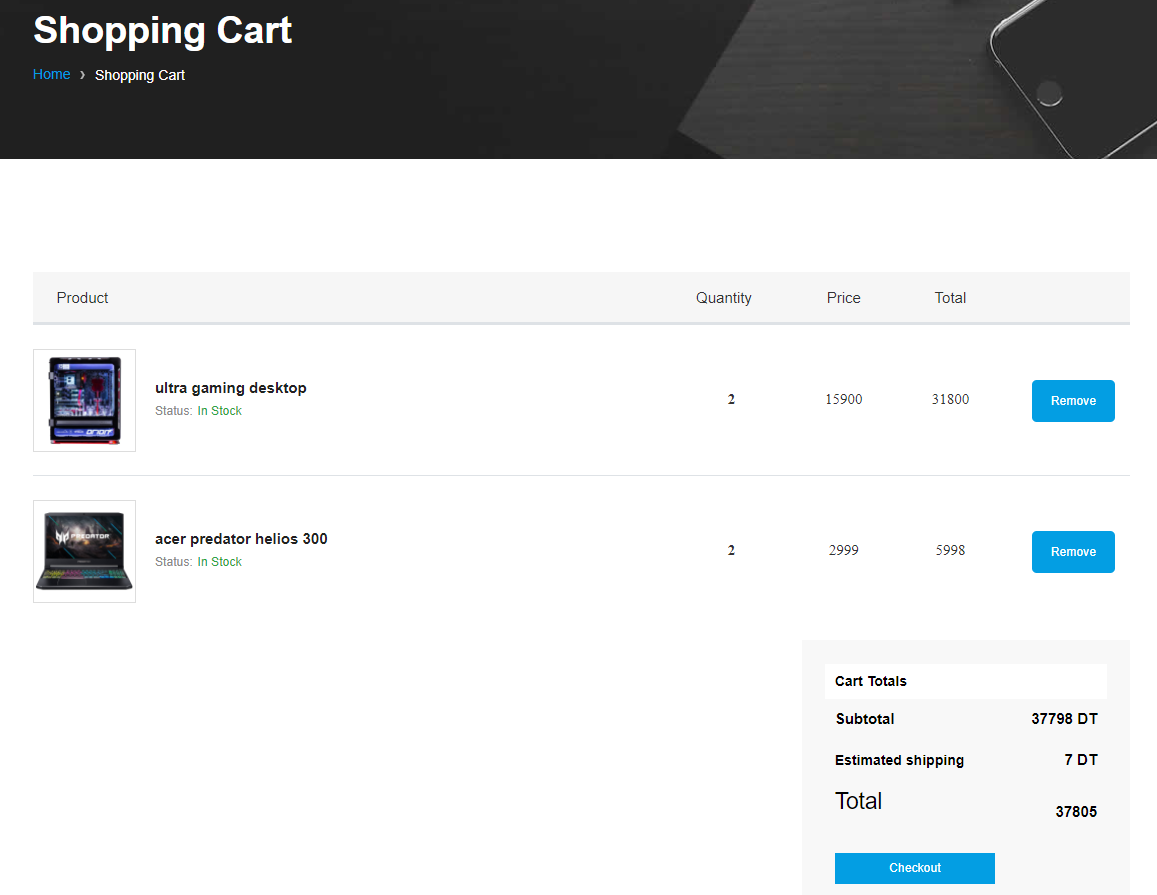 Shopping Cart
Home › Shopping Cart
Product Quantity Price Total
ultra gaming desktop
Status: In Stock
2 15900 31800 Remove
PREDATOR
acer predator helios 300
Status: In Stock
2 2999 5998 Remove
Cart Totals
Subtotal 37798 DT
Estimated shipping 7 DT
Total 37805
Checkout